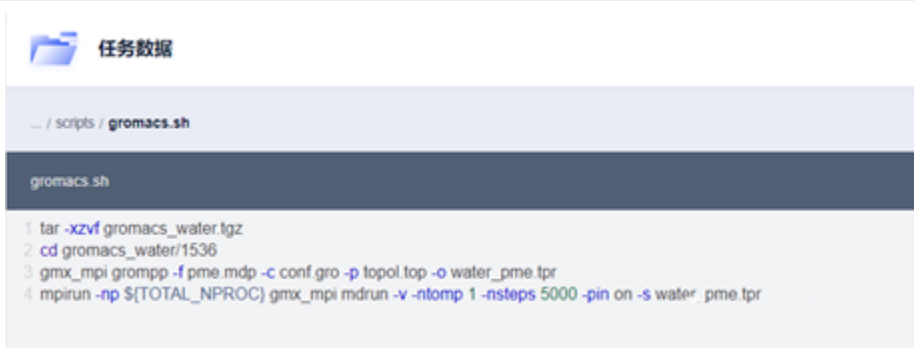 任务数据
... / scripts / gromacs.sh
gromacs.sh
1 tar -xzvf gromacs_water.tgz
2 cd gromacs_water/1536
3 gmx_mpi grompp -f pme.mdp -c conf.gro -p topol.top -o water_pme.tpr
4 mpirun -np ${TOTAL_NPROC} gmx_mpi mdrun -v -ntomp 1 -nsteps 5000 -pin on -s water_pme.tpr